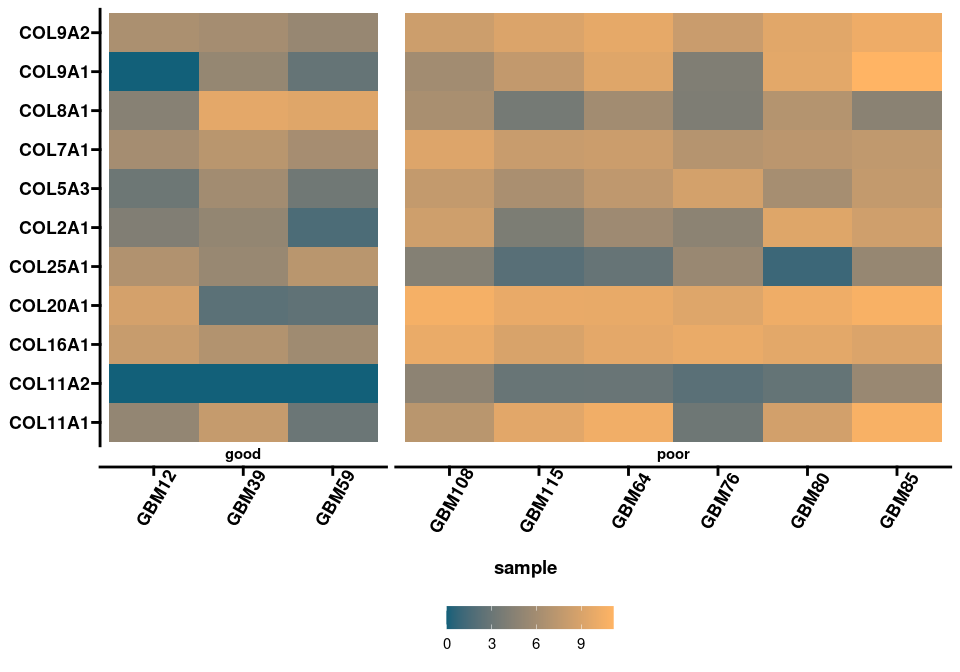 COL9A2
COL9A1
COL8A1
COL7A1
COL5A3
COL2A1
COL25A1
COL20A1
COL16A1
COL11A2
COL11A1
good poor
GBM12 GBM39 GBM59 GBM108 GBM115 GBM64 GBM76 GBM80 GBM85
sample
0 3 6 9